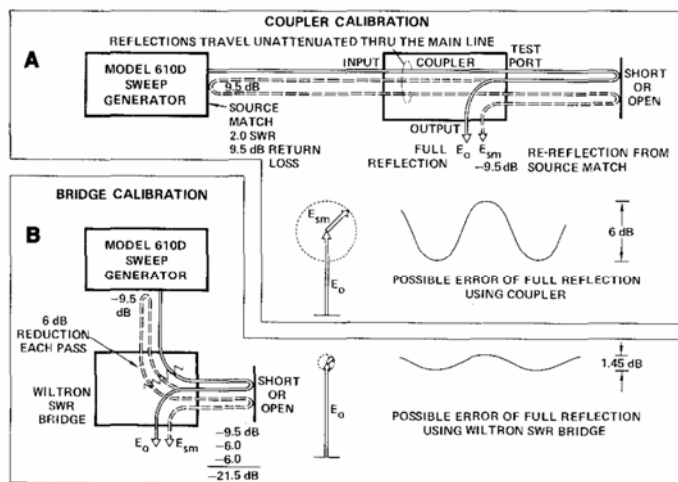 COUPLER CALIBRATION
REFLECTIONS TRAVEL UNATTENUATED THRU THE MAIN LINE
A
MODEL 610D
SWEEP
GENERATOR
INPUT
COUPLER
TEST
PORT
9.5 dB
SHORT
OR
OPEN
SOURCE
MATCH
2.0 SWR
9.5 dB RETURN
LOSS
OUTPUT
FULL
REFLECTION
Eo
Esm
-9.5 dB
RE-REFLECTION FROM
SOURCE MATCH
Esm
Eo
6 dB
POSSIBLE ERROR OF FULL REFLECTION
USING COUPLER
BRIDGE CALIBRATION
B
MODEL 610D
SWEEP
GENERATOR
-9.5
dB
6 dB
REDUCTION
EACH PASS
WILTRON
SWR
BRIDGE
SHORT
OR
OPEN
Eo
Esm
-9.5 dB
-6.0
-6.0
-21.5 dB
Eo
1.45 dB
POSSIBLE ERROR OF FULL REFLECTION
USING WILTRON SWR BRIDGE